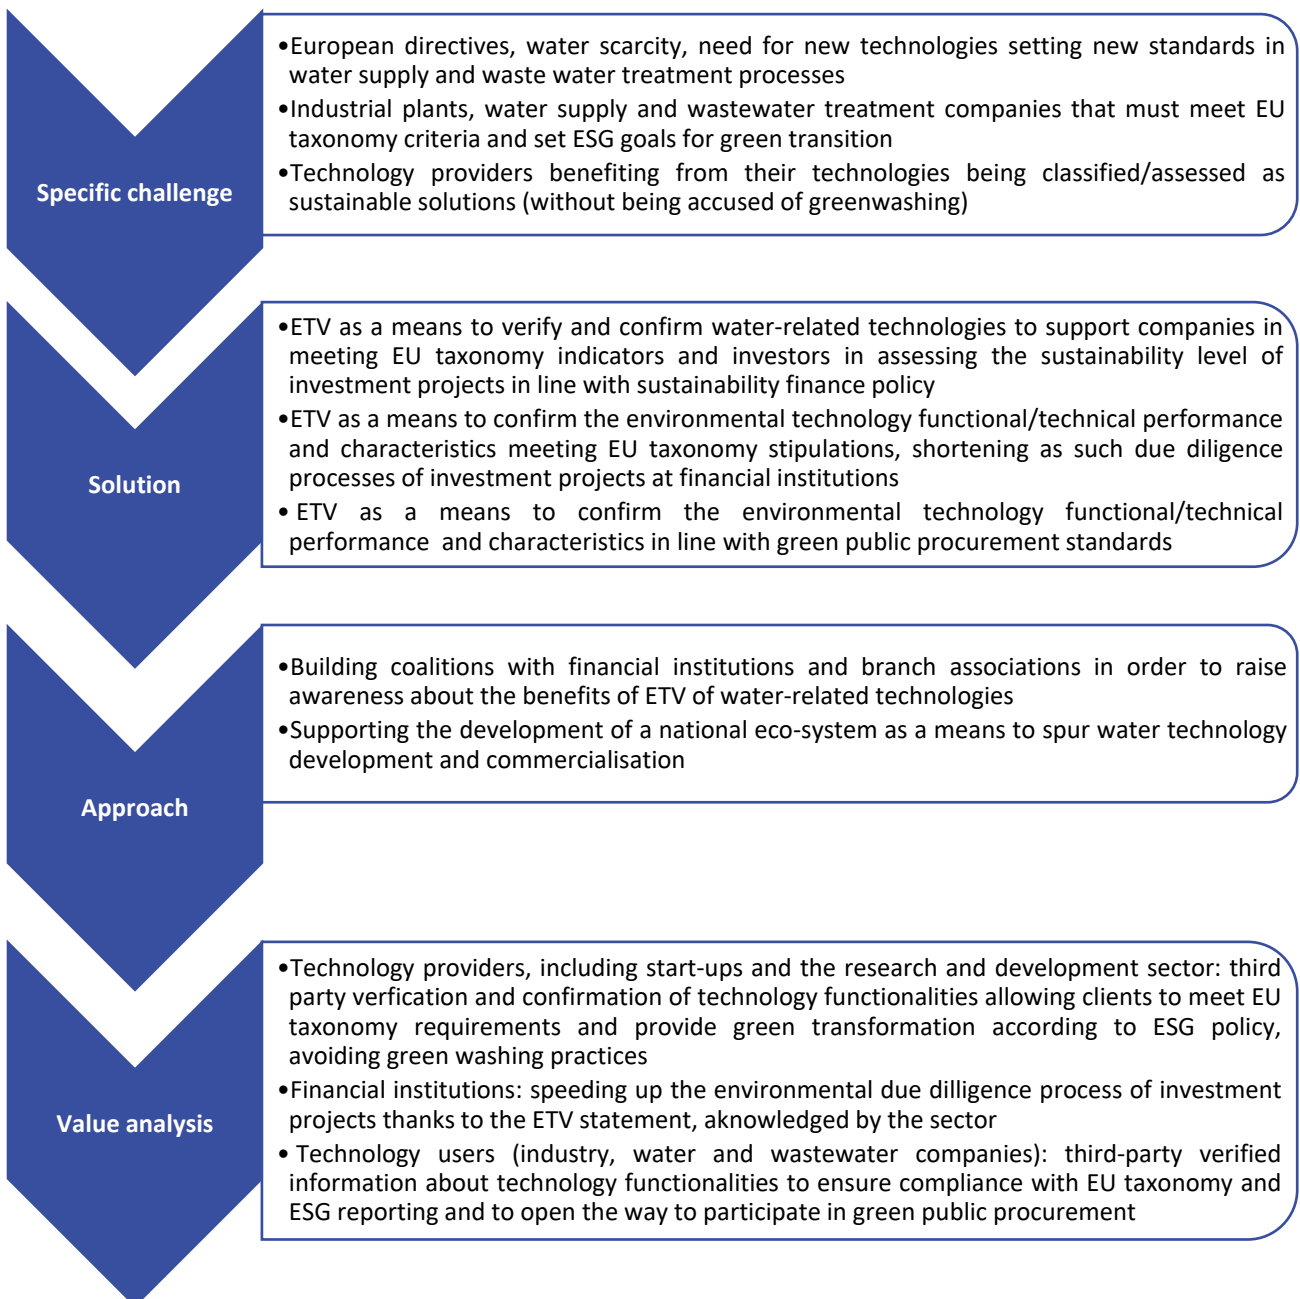 Specific challenge
•European directives, water scarcity, need for new technologies setting new standards in
water supply and waste water treatment processes
•Industrial plants, water supply and wastewater treatment companies that must meet EU
taxonomy criteria and set ESG goals for green transition
•Technology providers benefiting from their technologies being classified/assessed as
sustainable solutions (without being accused of greenwashing)
Solution
•ETV as a means to verify and confirm water-related technologies to support companies in
meeting EU taxonomy indicators and investors in assessing the sustainability level of
investment projects in line with sustainability finance policy
•ETV as a means to confirm the environmental technology functional/technical performance
and characteristics meeting EU taxonomy stipulations, shortening as such due diligence
processes of investment projects at financial institutions
• ETV as a means to confirm the environmental technology functional/technical
performance and characteristics in line with green public procurement standards
Approach
•Building coalitions with financial institutions and branch associations in order to raise
awareness about the benefits of ETV of water-related technologies
•Supporting the development of a national eco-system as a means to spur water technology
development and commercialisation
Value analysis
•Technology providers, including start-ups and the research and development sector: third
party verfication and confirmation of technology functionalities allowing clients to meet EU
taxonomy requirements and provide green transformation according to ESG policy,
avoiding green washing practices
•Financial institutions: speeding up the environmental due dilligence process of investment
projects thanks to the ETV statement, aknowledged by the sector
• Technology users (industry, water and wastewater companies): third-party verified
information about technology functionalities to ensure compliance with EU taxonomy and
ESG reporting and to open the way to participate in green public procurement